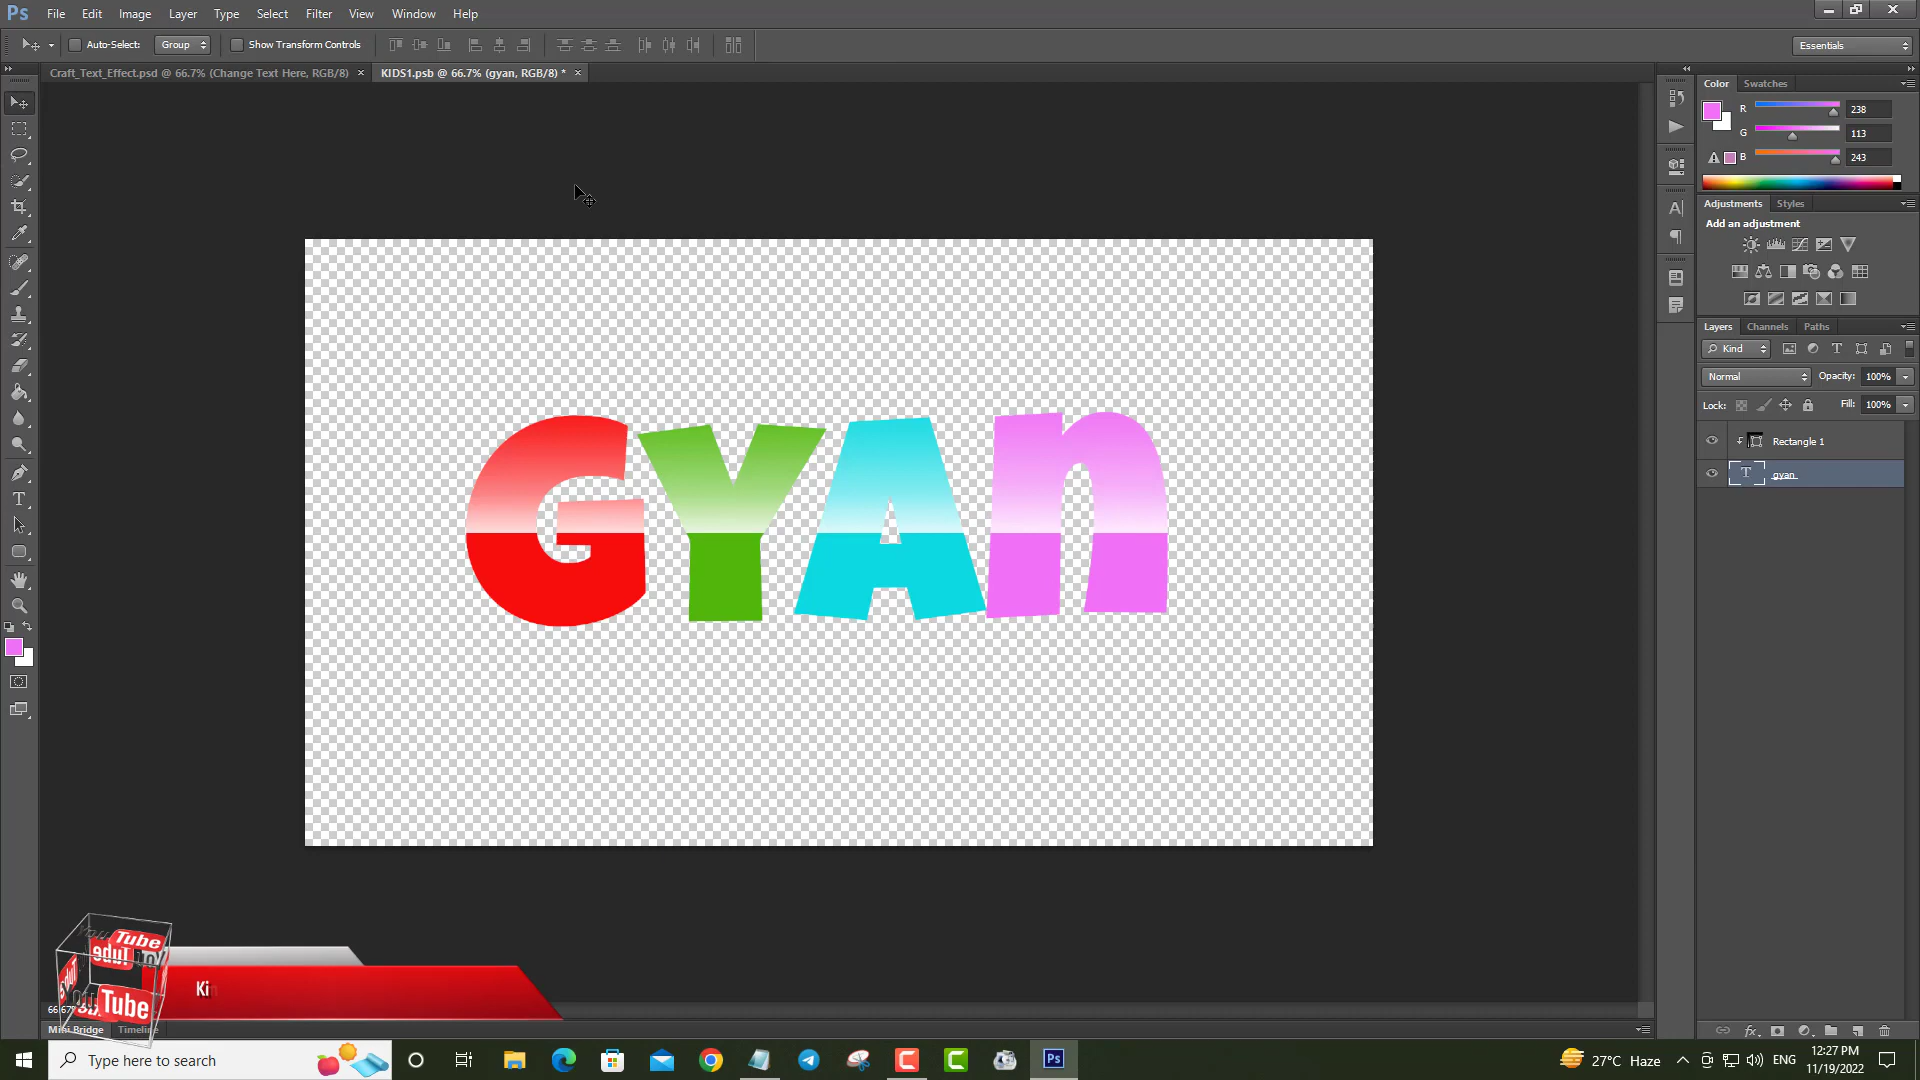 Ps File Edit Image Layer Type Select Filter View Window Help
Auto-Select: Group Show Transform Controls Essentials
Craft_Text_Effect.psd @ 66.7% (Change Text Here, RGB/8) × KIDS1.psb @ 66.7% (gyan, RGB/8) * ×
Color Swatches
R 238
G 113
B 243
Adjustments Styles
Add an adjustment
Layers Channels Paths
Kind
Normal Opacity: 100%
Lock: Fill: 100%
Rectangle 1
gyan
GYAn
YouTube
Tube
Ki
Mini Bridge Timeline
Type here to search
27°C Haze ENG
12:27 PM
11/19/2022